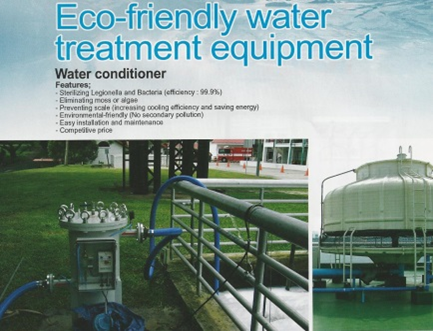 Eco-friendly water
treatment equipment
Water conditioner
Features;
- Sterilizing Legionella and Bacteria (efficiency : 99.9%)
- Eliminating moss or algae
- Preventing scale (increasing cooling efficiency and saving energy)
- Environmental-friendly (No secondary pollution)
- Easy installation and maintenance
- Competitive price